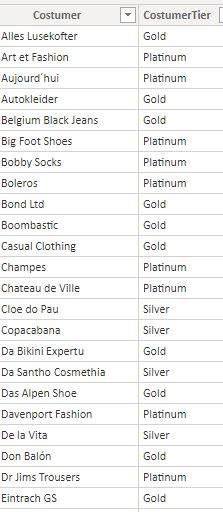 Costumer CostumerTier
Alles Lusekofter Gold
Art et Fashion Platinum
Aujourd´hui Platinum
Autokleider Gold
Belgium Black Jeans Gold
Big Foot Shoes Platinum
Bobby Socks Platinum
Boleros Platinum
Bond Ltd Gold
Boombastic Gold
Casual Clothing Gold
Champes Platinum
Chateau de Ville Platinum
Cloe do Pau Silver
Copacabana Silver
Da Bikini Expertu Gold
Da Santho Cosmethia Silver
Das Alpen Shoe Gold
Davenport Fashion Platinum
De la Vita Silver
Don Balón Gold
Dr Jims Trousers Platinum
Eintrach GS Gold